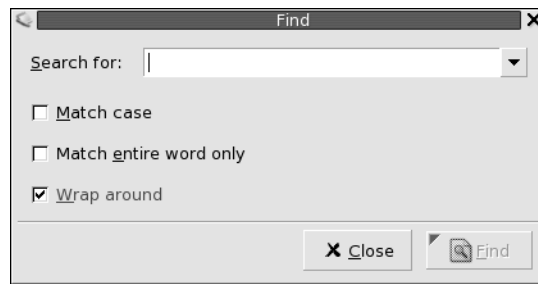 Find
Search for:
Match case
Match entire word only
Wrap around
Close
Find